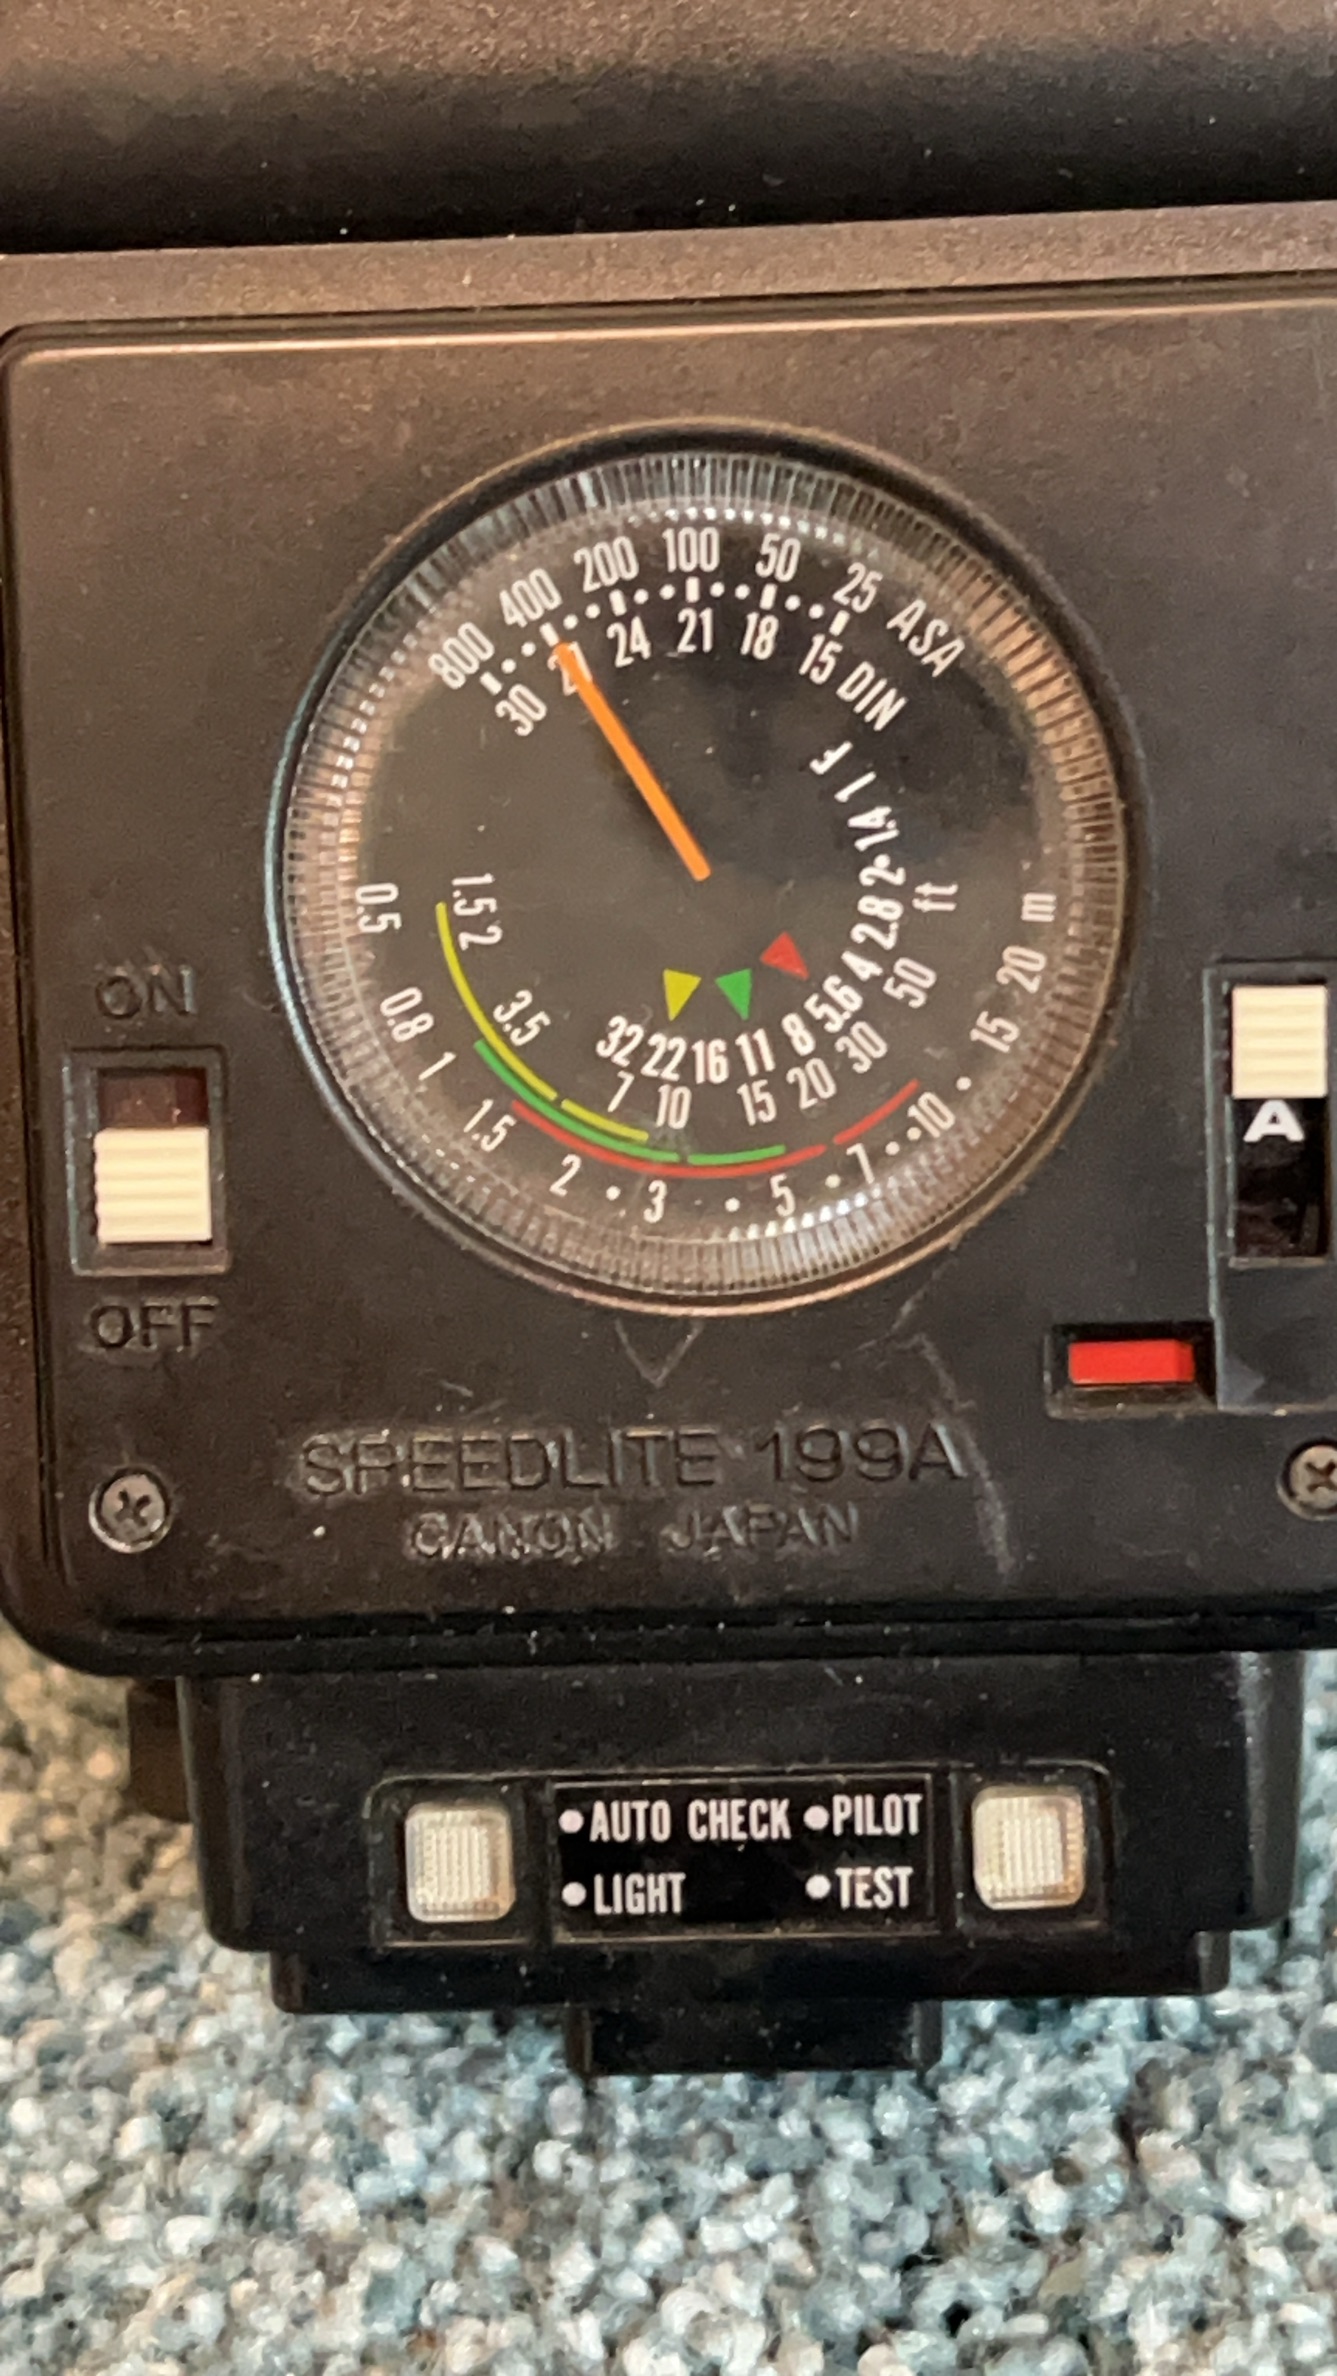 800 400 200 100 50 25 ASA
30 24 21 18 15 DIN
F 1 1.4 2 2.8 4 5.6 8 11 16 22 32
1.5 2 3.5 7 10 15 20 30 50 ft
0.5 0.8 1 1.5 2 3 5 7 10 15 20 m
ON
OFF
A
SPEEDLITE 199A
CANON JAPAN
AUTO CHECK PILOT
LIGHT TEST